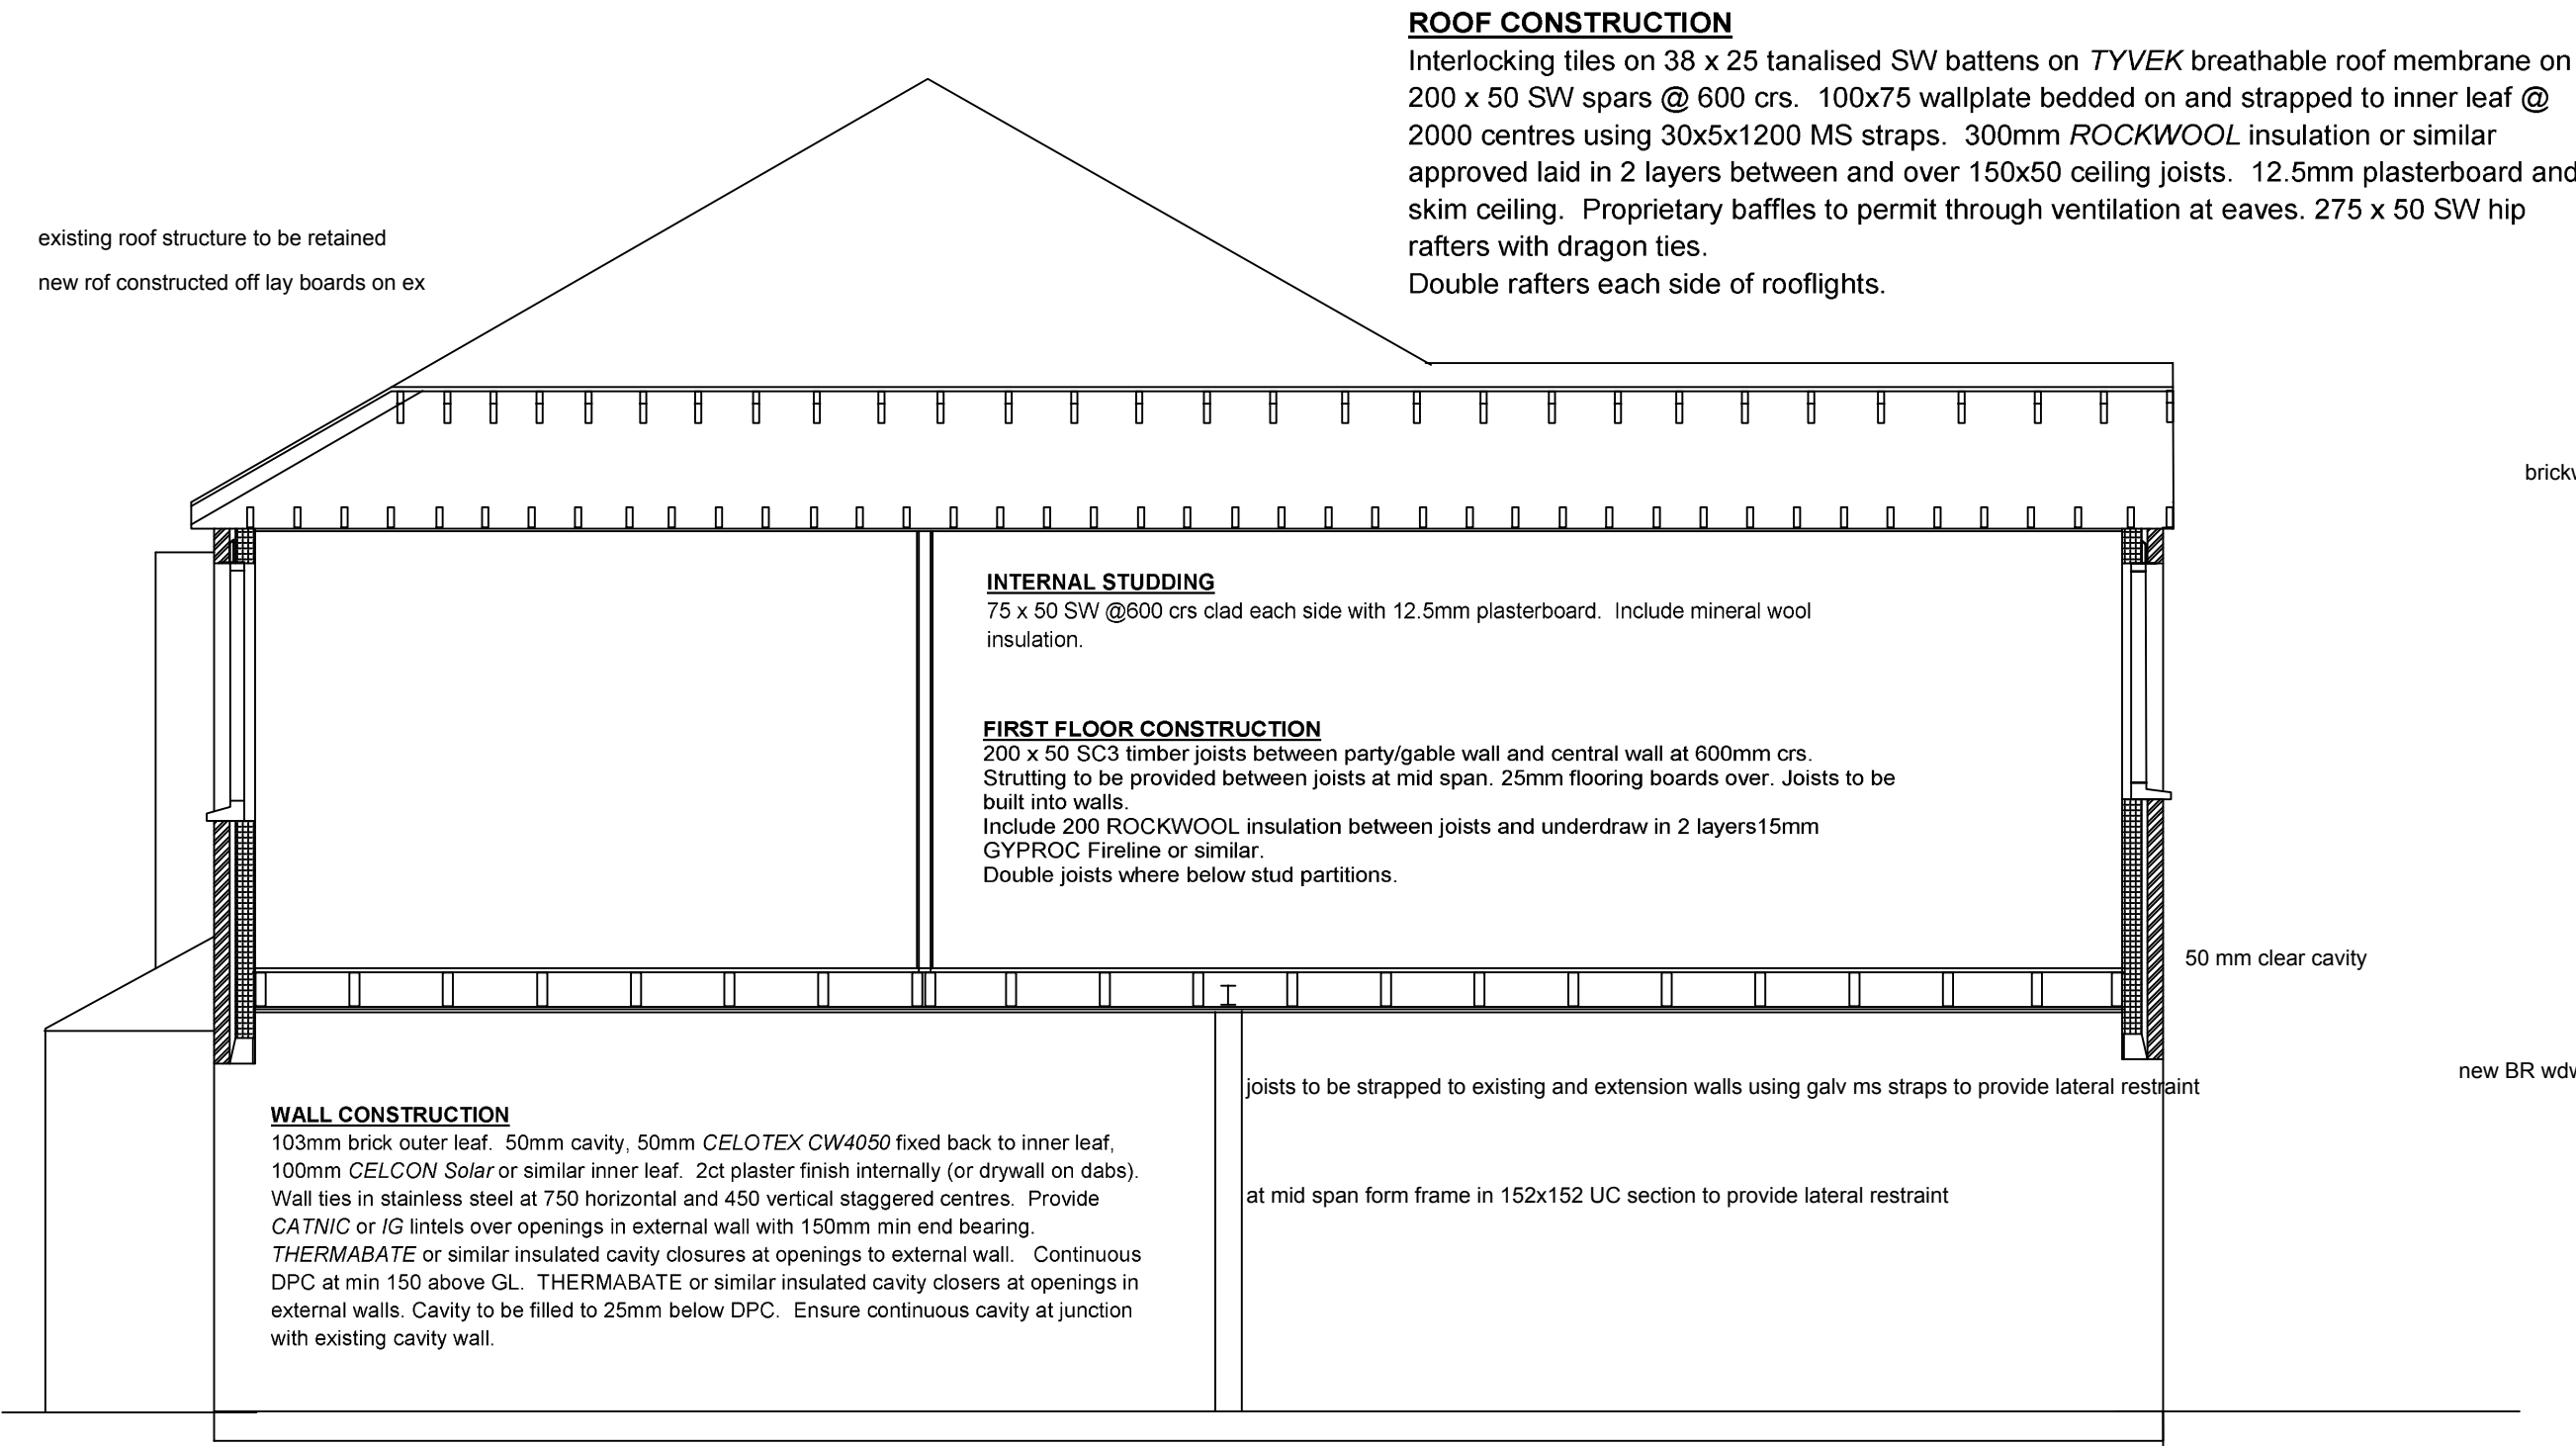 ROOF CONSTRUCTION
Interlocking tiles on 38 x 25 tanalised SW battens on TYVEK breathable roof membrane on
200 x 50 SW spars @ 600 crs.  100x75 wallplate bedded on and strapped to inner leaf @
2000 centres using 30x5x1200 MS straps.  300mm ROCKWOOL insulation or similar
approved laid in 2 layers between and over 150x50 ceiling joists.  12.5mm plasterboard and
skim ceiling.  Proprietary baffles to permit through ventilation at eaves. 275 x 50 SW hip
rafters with dragon ties.
Double rafters each side of rooflights.
existing roof structure to be retained
new rof constructed off lay boards on ex
INTERNAL STUDDING
75 x 50 SW @600 crs clad each side with 12.5mm plasterboard.  Include mineral wool
insulation.
FIRST FLOOR CONSTRUCTION
200 x 50 SC3 timber joists between party/gable wall and central wall at 600mm crs.
Strutting to be provided between joists at mid span. 25mm flooring boards over. Joists to be
built into walls.
Include 200 ROCKWOOL insulation between joists and underdraw in 2 layers15mm
GYPROC Fireline or similar.
Double joists where below stud partitions.
50 mm clear cavity
new BR
joists to be strapped to existing and extension walls using galv ms straps to provide lateral restraint
at mid span form frame in 152x152 UC section to provide lateral restraint
WALL CONSTRUCTION
103mm brick outer leaf.  50mm cavity, 50mm CELOTEX CW4050 fixed back to inner leaf,
100mm CELCON Solar or similar inner leaf.  2ct plaster finish internally (or drywall on dabs).
Wall ties in stainless steel at 750 horizontal and 450 vertical staggered centres.  Provide
CATNIC or IG lintels over openings in external wall with 150mm min end bearing.
THERMABATE or similar insulated cavity closures at openings to external wall.   Continuous
DPC at min 150 above GL.  THERMABATE or similar insulated cavity closers at openings in
external walls. Cavity to be filled to 25mm below DPC.  Ensure continuous cavity at junction
with existing cavity wall.